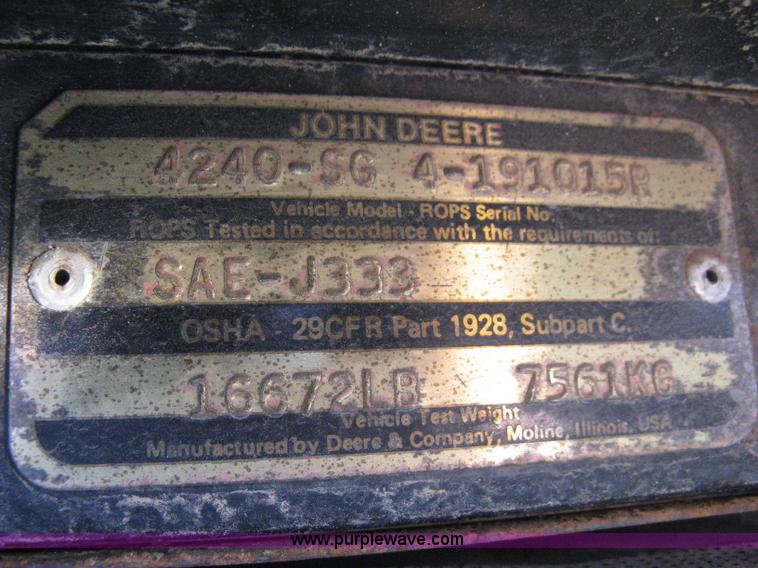 JOHN DEERE
4240-SG 4-191015R
Vehicle Model - ROPS Serial No.
ROPS Tested in accordance with the requirements of:
SAE-J333
OSHA - 29CFR Part 1928, Subpart C.
16672LB 7561KG
Vehicle Test Weight
Manufactured by Deere & Company, Moline, Illinois, USA
www.purplewave.com